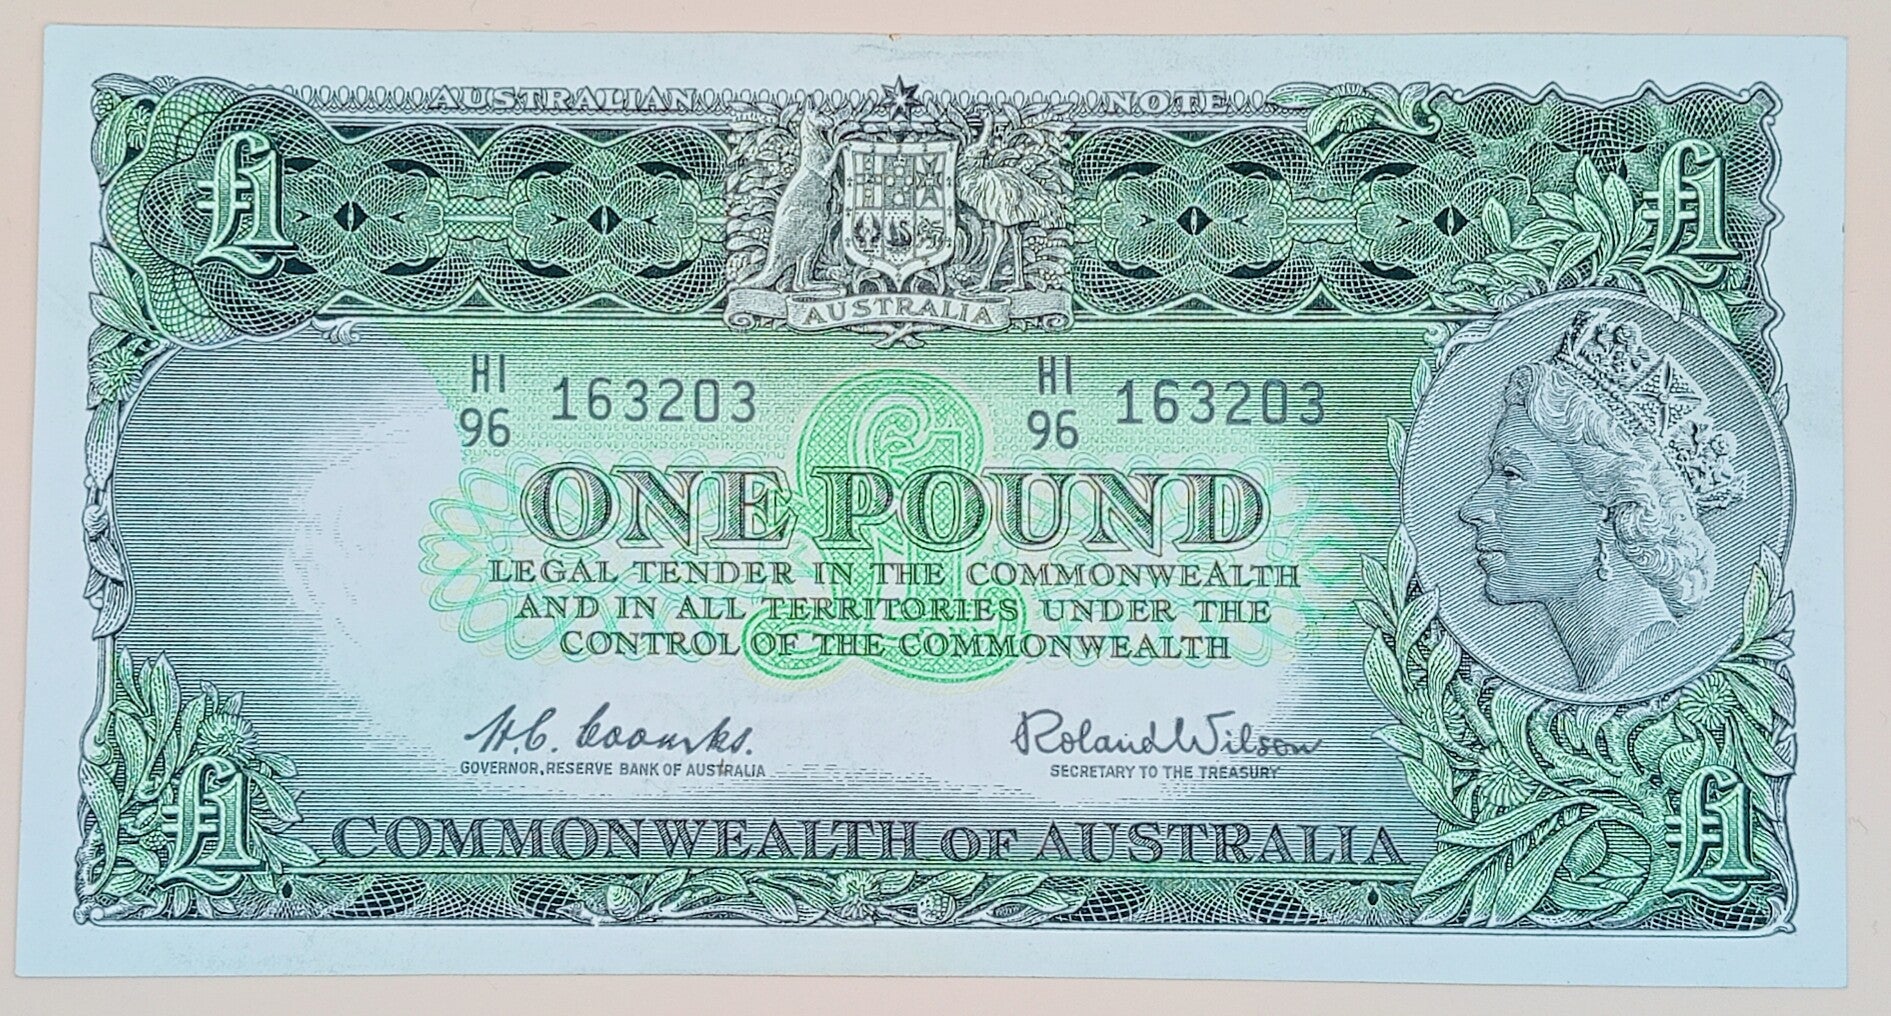 AUSTRALIAN NOTE
£1 £1
AUSTRALIA
HI 96 163203 HI 96 163203
£1
ONE POUND
LEGAL TENDER IN THE COMMONWEALTH
AND IN ALL TERRITORIES UNDER THE
CONTROL OF THE COMMONWEALTH
H.C. Coombs. Roland Wilson
GOVERNOR, RESERVE BANK OF AUSTRALIA SECRETARY TO THE TREASURY
£1 £1
COMMONWEALTH OF AUSTRALIA